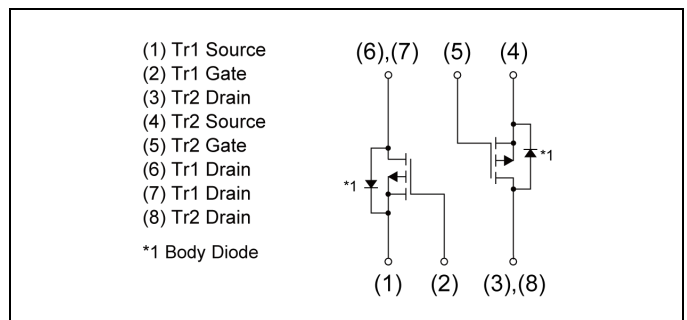 (1) Tr1 Source
(2) Tr1 Gate
(3) Tr2 Drain
(4) Tr2 Source
(5) Tr2 Gate
(6) Tr1 Drain
(7) Tr1 Drain
(8) Tr2 Drain
*1 Body Diode
(6),(7) (5) (4)
*1
*1
(1) (2) (3),(8)